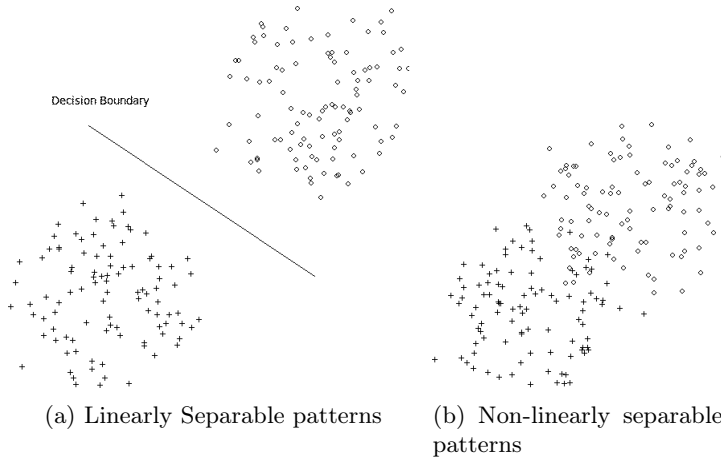 Decision Boundary
(a) Linearly Separable patterns
(b) Non-linearly separable
patterns